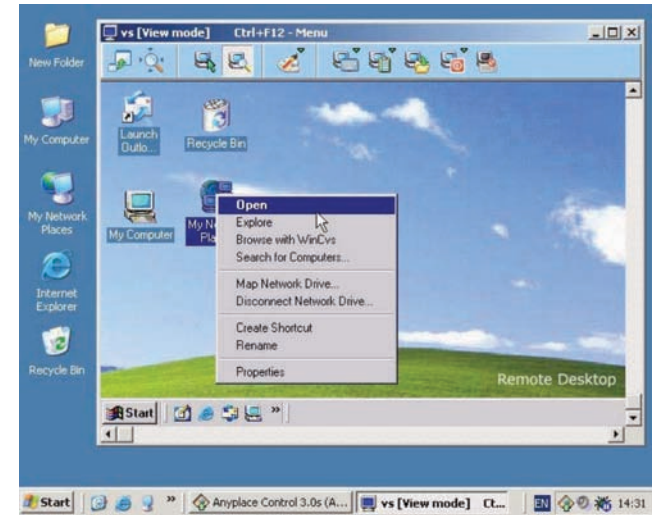 New Folder
My Computer
My Network
Places
Internet
Explorer
Recycle Bin
vs [View mode] Ctrl+F12 - Menu
Launch
Outlo...
Recycle Bin
My Computer
My N
Pla
Open
Explore
Browse with WinCvs
Search for Computers...
Map Network Drive...
Disconnect Network Drive...
Create Shortcut
Rename
Properties
Remote Desktop
Start
»
Start
»
Anyplace Control 3.0s (A...
vs [View mode] Ct...
EN
14:31